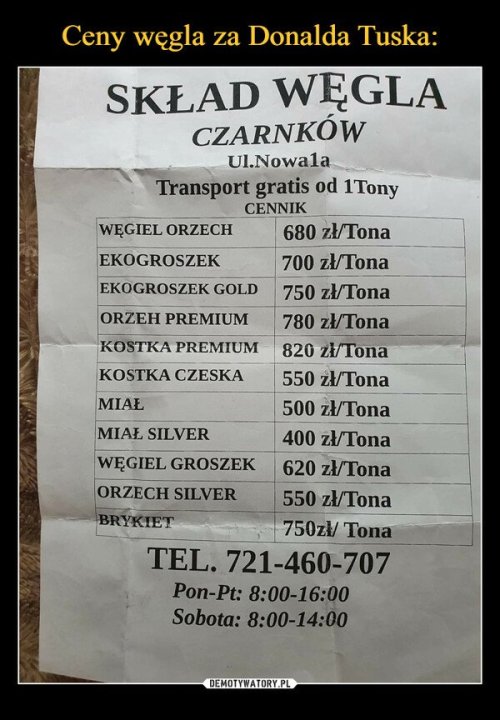 Ceny węgla za Donalda Tuska:
SKŁAD WĘGLA
CZARNKÓW
Ul.Nowa1a
Transport gratis od 1Tony
CENNIK
WĘGIEL ORZECH 680 zł/Tona
EKOGROSZEK 700 zł/Tona
EKOGROSZEK GOLD 750 zł/Tona
ORZEH PREMIUM 780 zł/Tona
KOSTKA PREMIUM 820 zł/Tona
KOSTKA CZESKA 550 zł/Tona
MIAŁ 500 zł/Tona
MIAŁ SILVER 400 zł/Tona
WĘGIEL GROSZEK 620 zł/Tona
ORZECH SILVER 550 zł/Tona
BRYKIET 750zł/ Tona
TEL. 721-460-707
Pon-Pt: 8:00-16:00
Sobota: 8:00-14:00
DEMOTYWATORY.PL